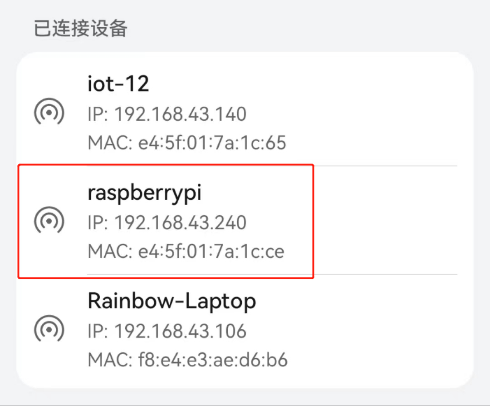 已连接设备
iot-12
IP: 192.168.43.140
MAC: e4:5f:01:7a:1c:65
raspberrypi
IP: 192.168.43.240
MAC: e4:5f:01:7a:1c:ce
Rainbow-Laptop
IP: 192.168.43.106
MAC: f8:e4:e3:ae:d6:b6